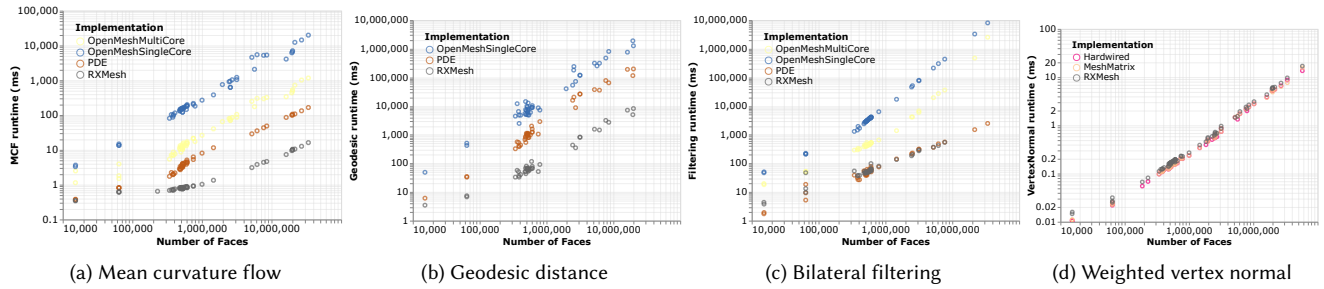 MCF runtime (ms)
100,000
10,000
1,000
100
10
1
0.1
Implementation
OpenMeshMultiCore
OpenMeshSingleCore
PDE
RXMesh
10,000
100,000
1,000,000
10,000,000
Number of Faces
(a) Mean curvature flow
Geodesic runtime (ms)
10,000,000
1,000,000
100,000
10,000
1,000
100
10
1
Implementation
OpenMeshSingleCore
PDE
RXMesh
10,000
100,000
1,000,000
10,000,000
Number of Faces
(b) Geodesic distance
Filtering runtime (ms)
10,000,000
1,000,000
100,000
10,000
1,000
100
10
1
Implementation
OpenMeshMultiCore
OpenMeshSingleCore
PDE
RXMesh
10,000
100,000
1,000,000
10,000,000
Number of Faces
(c) Bilateral filtering
VertexNormal runtime (ms)
100
20
10
2
1
0.2
0.1
0.02
0.01
Implementation
Hardwired
MeshMatrix
RXMesh
10,000
100,000
1,000,000
10,000,000
Number of Faces
(d) Weighted vertex normal